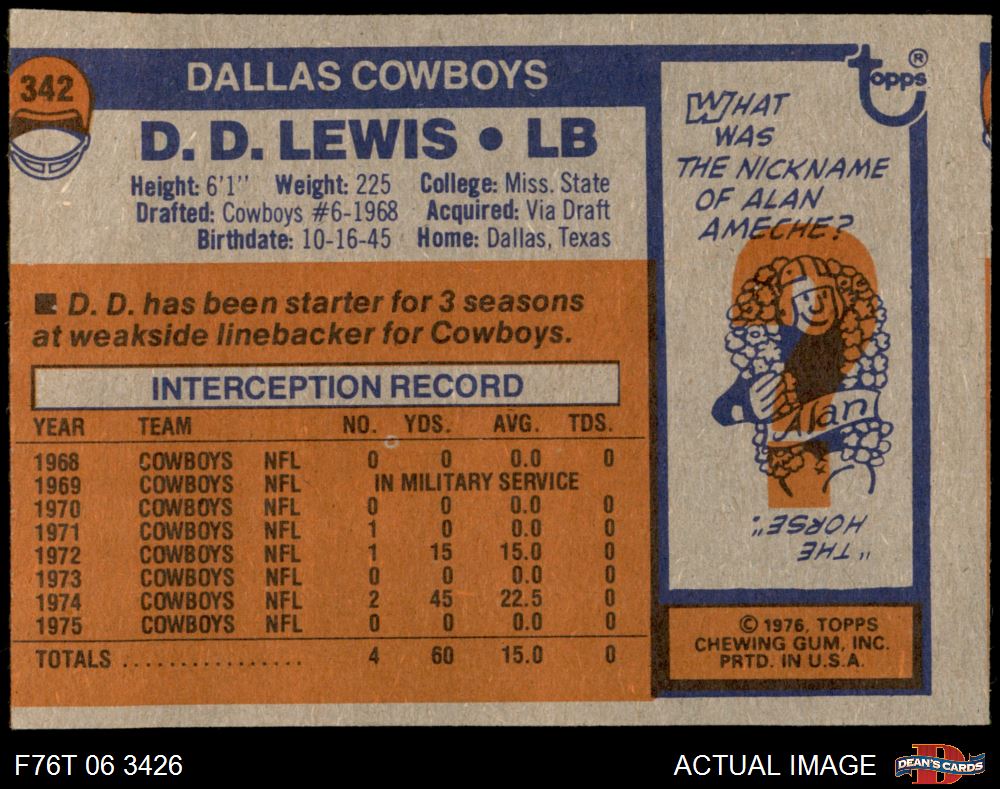 342
DALLAS COWBOYS
D. D. LEWIS • LB
Height: 6'1" Weight: 225 College: Miss. State
Drafted: Cowboys #6-1968 Acquired: Via Draft
Birthdate: 10-16-45 Home: Dallas, Texas
■ D. D. has been starter for 3 seasons
at weakside linebacker for Cowboys.
INTERCEPTION RECORD
YEAR TEAM NO. YDS. AVG. TDS.
1968 COWBOYS NFL 0 0 0.0 0
1969 COWBOYS NFL IN MILITARY SERVICE
1970 COWBOYS NFL 0 0 0.0 0
1971 COWBOYS NFL 1 0 0.0 0
1972 COWBOYS NFL 1 15 15.0 0
1973 COWBOYS NFL 0 0 0.0 0
1974 COWBOYS NFL 2 45 22.5 0
1975 COWBOYS NFL 0 0 0.0 0
TOTALS ................. 4 60 15.0 0
topps®
WHAT
WAS
THE NICKNAME
OF ALAN
AMECHE?
Alan
"THE
HORSE".
© 1976, TOPPS
CHEWING GUM, INC.
PRTD. IN U.S.A.
F76T 06 3426
ACTUAL IMAGE
DEAN'S CARDS